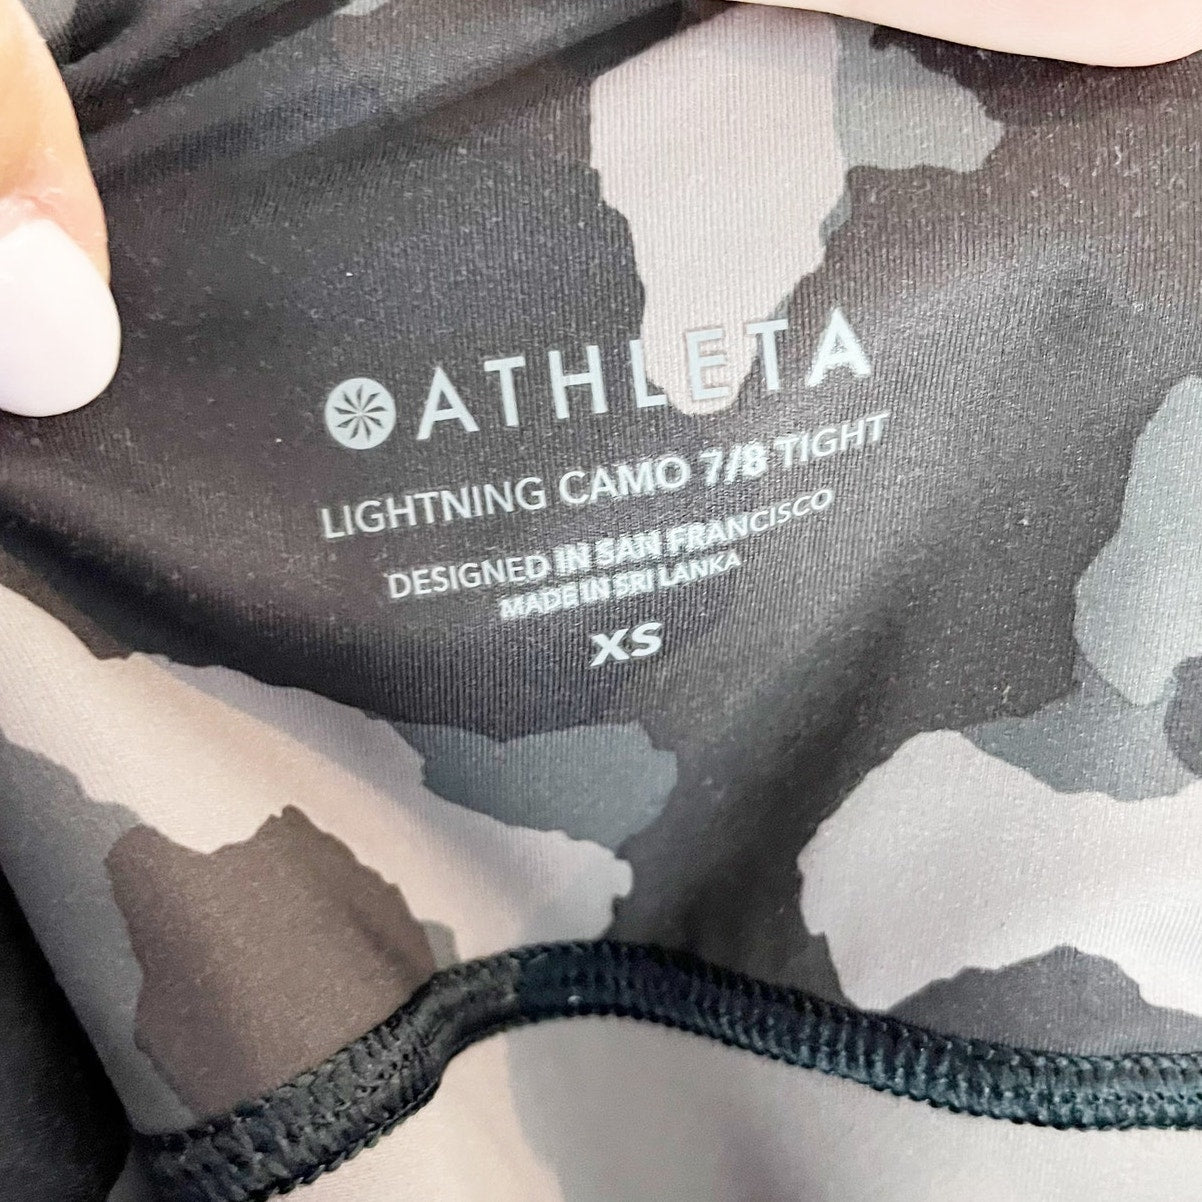 ATHLETA
LIGHTNING CAMO 7/8 TIGHT
DESIGNED IN SAN FRANCISCO
MADE IN SRI LANKA
XS